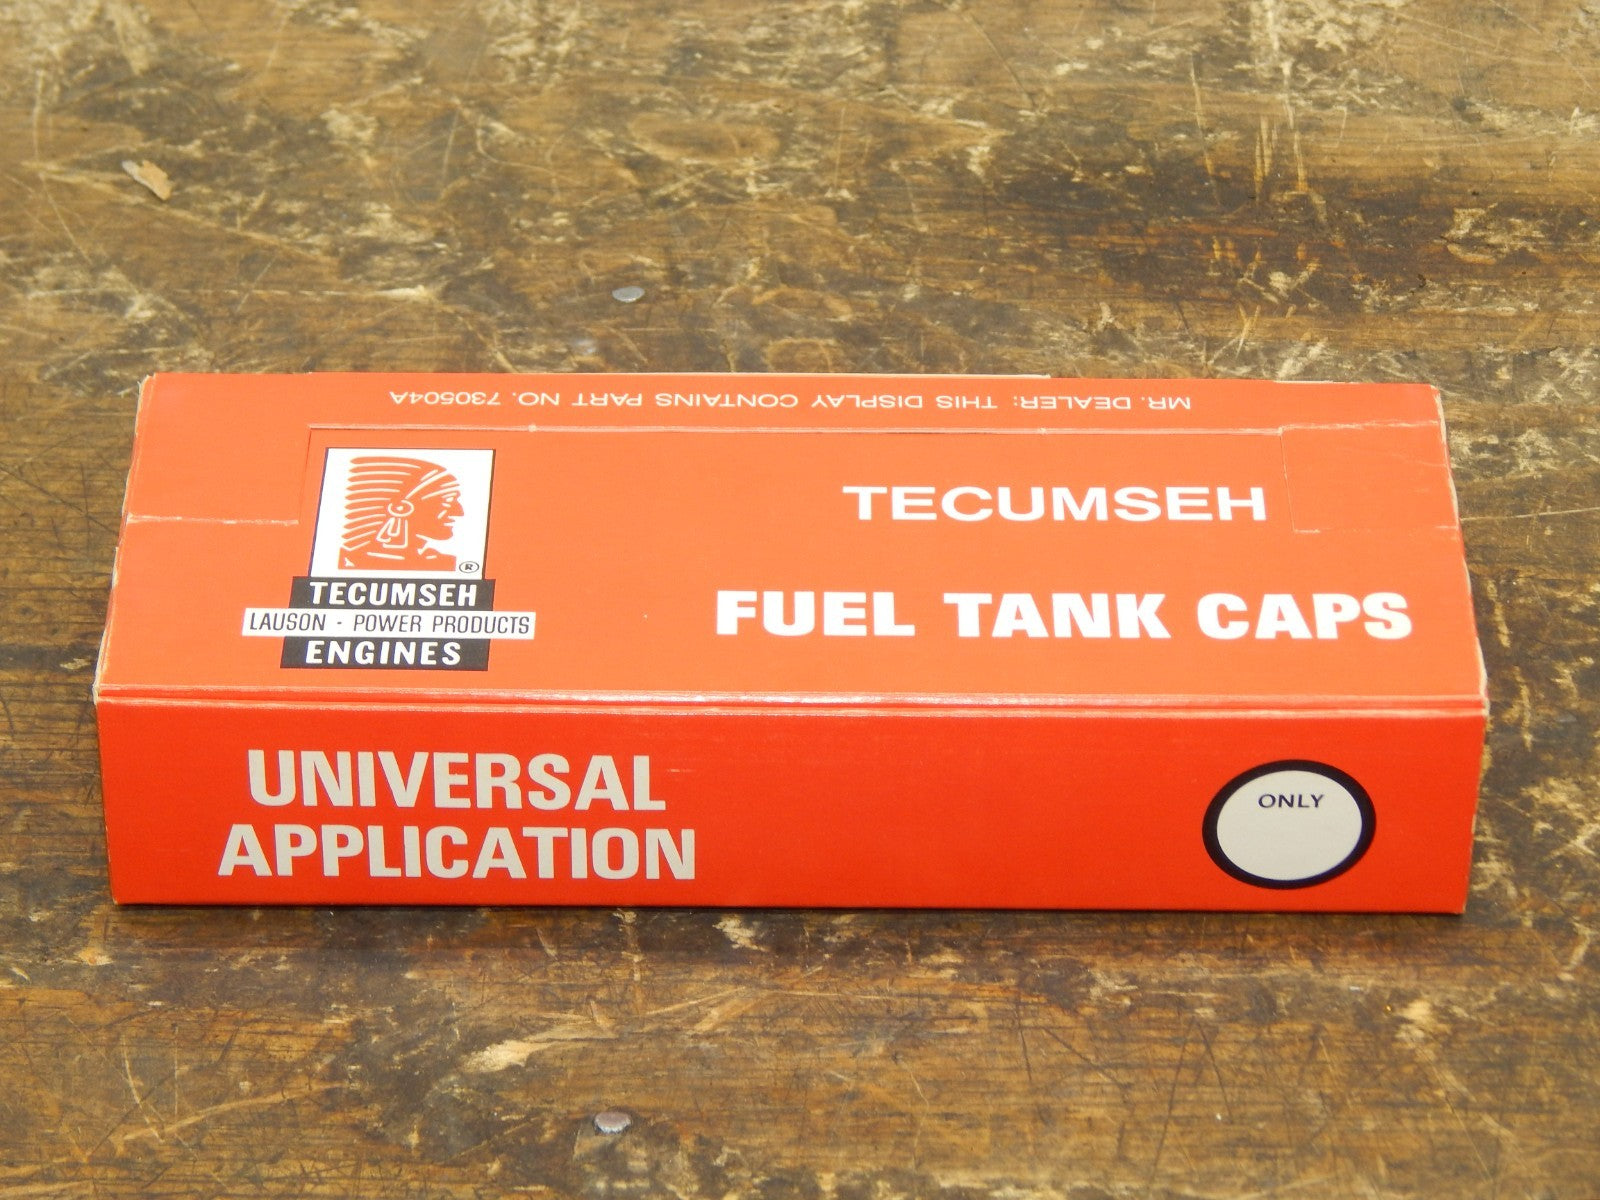 MR. DEALER: THIS DISPLAY CONTAINS PART NO. 730504A
®
TECUMSEH
LAUSON - POWER PRODUCTS
ENGINES
TECUMSEH
FUEL TANK CAPS
UNIVERSAL
APPLICATION
ONLY